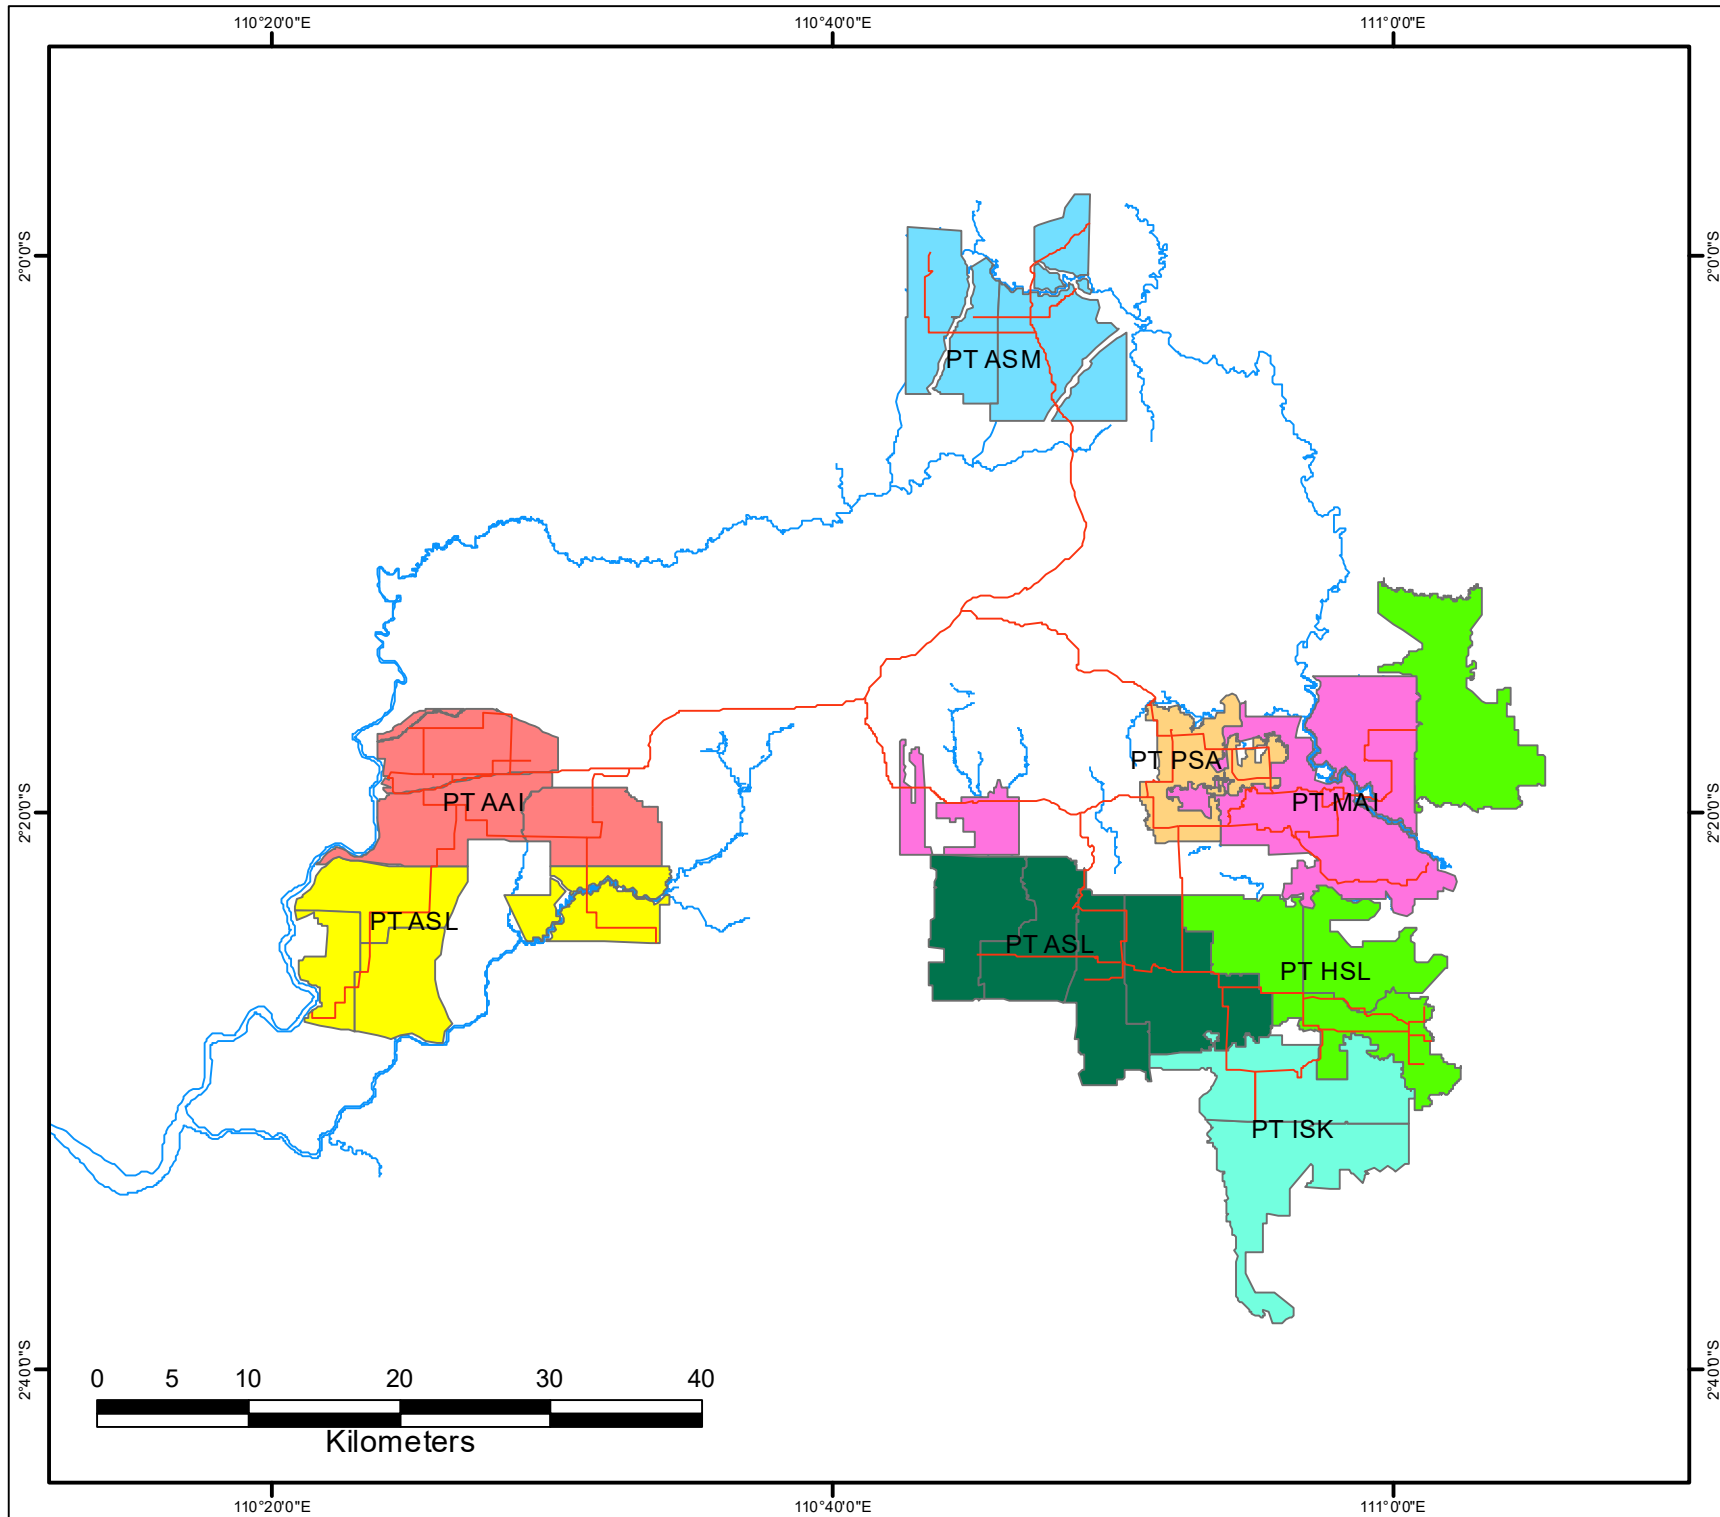 110°20'0"E 110°40'0"E 111°0'0"E
2°0'0"S 2°0'0"S
PT ASM
PT PSA
PT AAI PT MAI
2°20'0"S 2°20'0"S
PT ASL
PT ASL
PT HSL
PT ISK
2°40'0"S 2°40'0"S
0 5 10 20 30 40
Kilometers
110°20'0"E 110°40'0"E 111°0'0"E